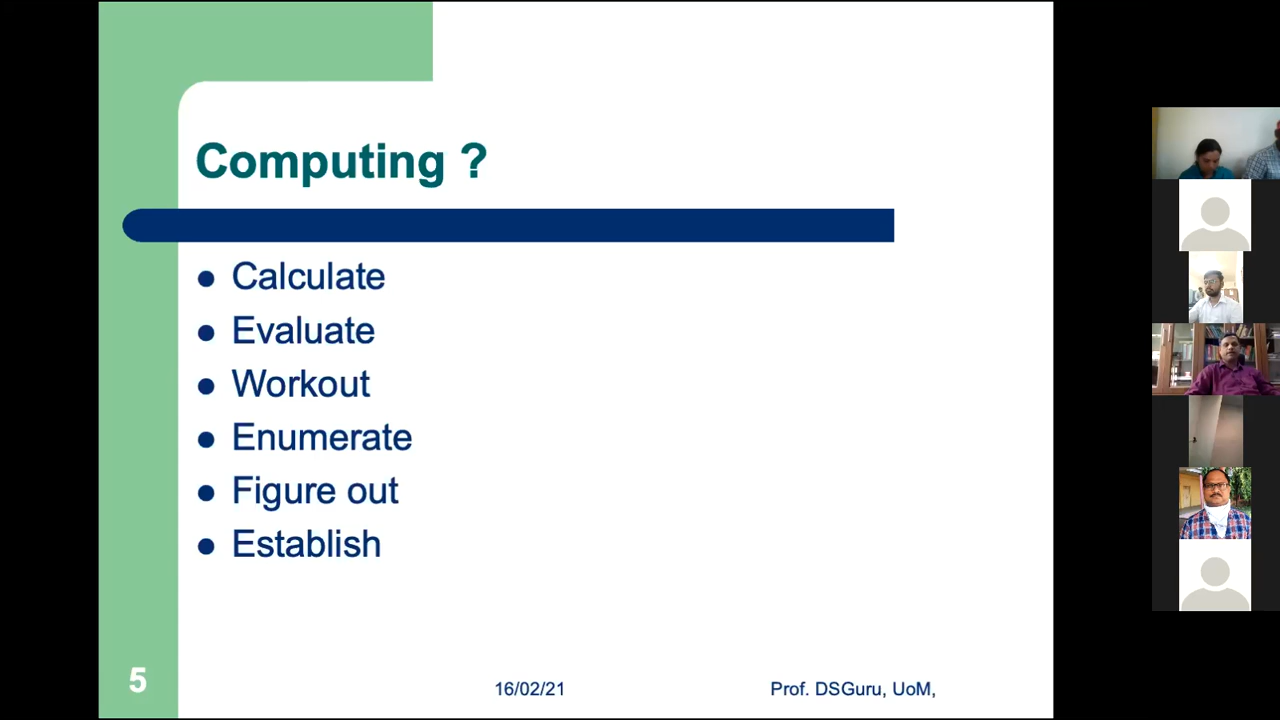 Computing ?
Calculate
Evaluate
Workout
Enumerate
Figure out
Establish
5
16/02/21
Prof. DSGuru, UoM,